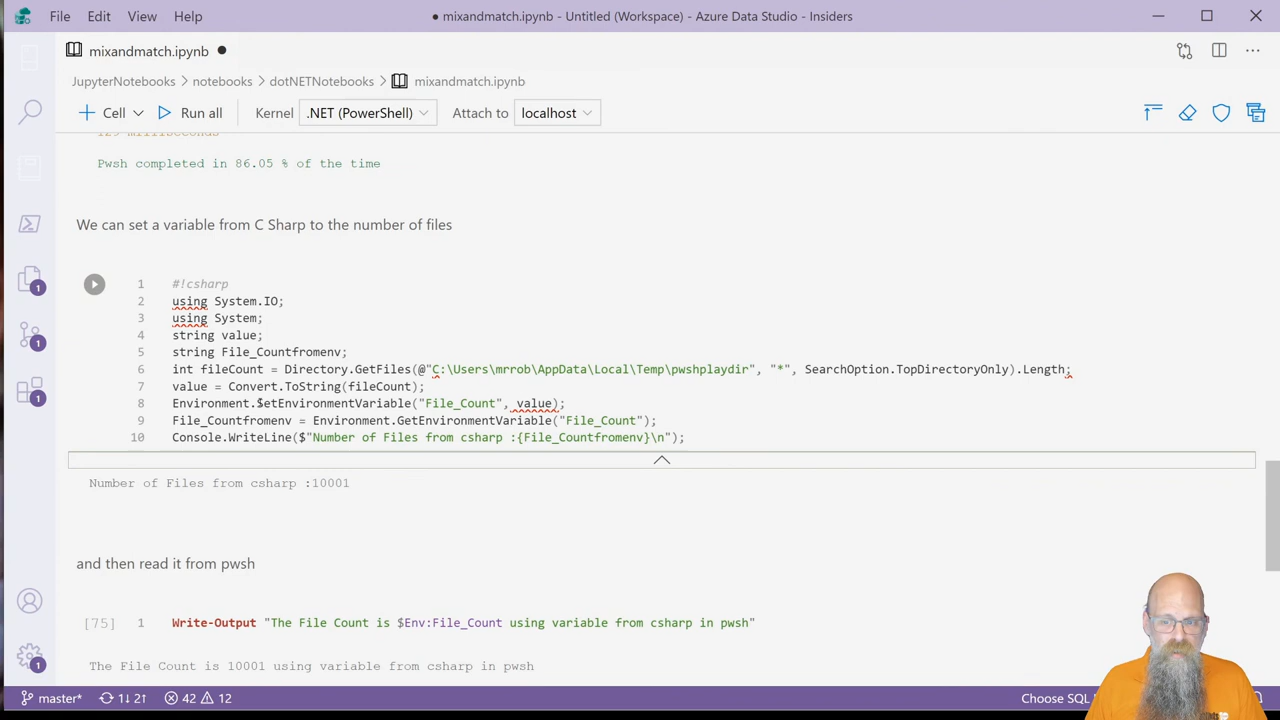 File Edit View Help
● mixandmatch.ipynb - Untitled (Workspace) - Azure Data Studio - Insiders
mixandmatch.ipynb ●
JupyterNotebooks > notebooks > dotNETNotebooks > mixandmatch.ipynb
+ Cell Run all Kernel .NET (PowerShell) Attach to localhost
Pwsh completed in 86.05 % of the time
We can set a variable from C Sharp to the number of files
1 #!csharp
2 using System.IO;
3 using System;
4 string value;
5 string File_Countfromenv;
6 int fileCount = Directory.GetFiles(@"C:\Users\mrrob\AppData\Local\Temp\pwshplaydir", "*", SearchOption.TopDirectoryOnly).Length;
7 value = Convert.ToString(fileCount);
8 Environment.SetEnvironmentVariable("File_Count", value);
9 File_Countfromenv = Environment.GetEnvironmentVariable("File_Count");
10 Console.WriteLine($"Number of Files from csharp :{File_Countfromenv}\n");
Number of Files from csharp :10001
and then read it from pwsh
[75] 1 Write-Output "The File Count is $Env:File_Count using variable from csharp in pwsh"
The File Count is 10001 using variable from csharp in pwsh
1
1
1
1
master* 1↓ 2↑ 42 12
Choose SQL